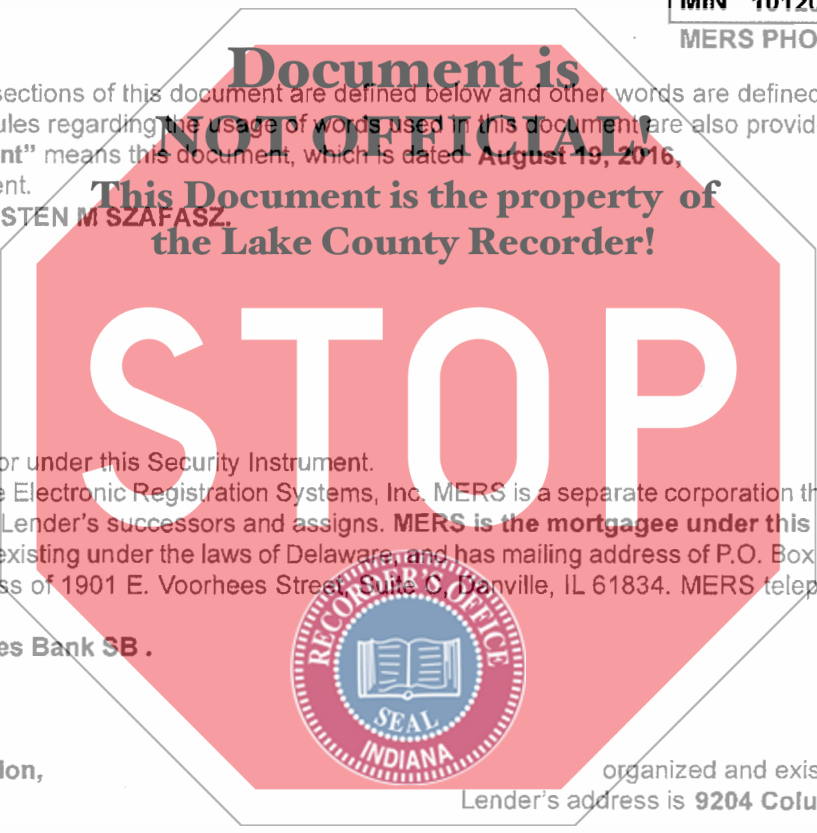 MIN 10120
MERS PHO
Document is
sections of this document are defined below and other words are defined
ules regarding the usage of words used in this document are also provid
NOT OFFICIAL!
nt” means this document, which is dated August 19, 2016,
ent.
This Document is the property of
STEN M SZAFASZ.
the Lake County Recorder!
STOP
or under this Security Instrument.
e Electronic Registration Systems, Inc. MERS is a separate corporation th
Lender's successors and assigns. MERS is the mortgagee under this
existing under the laws of Delaware, and has mailing address of P.O. Box
ss of 1901 E. Voorhees Street, Suite C, Danville, IL 61834. MERS telep
RECORDER'S OFFICE
es Bank SB .
SEAL
INDIANA
ion,
organized and exis
Lender's address is 9204 Colu